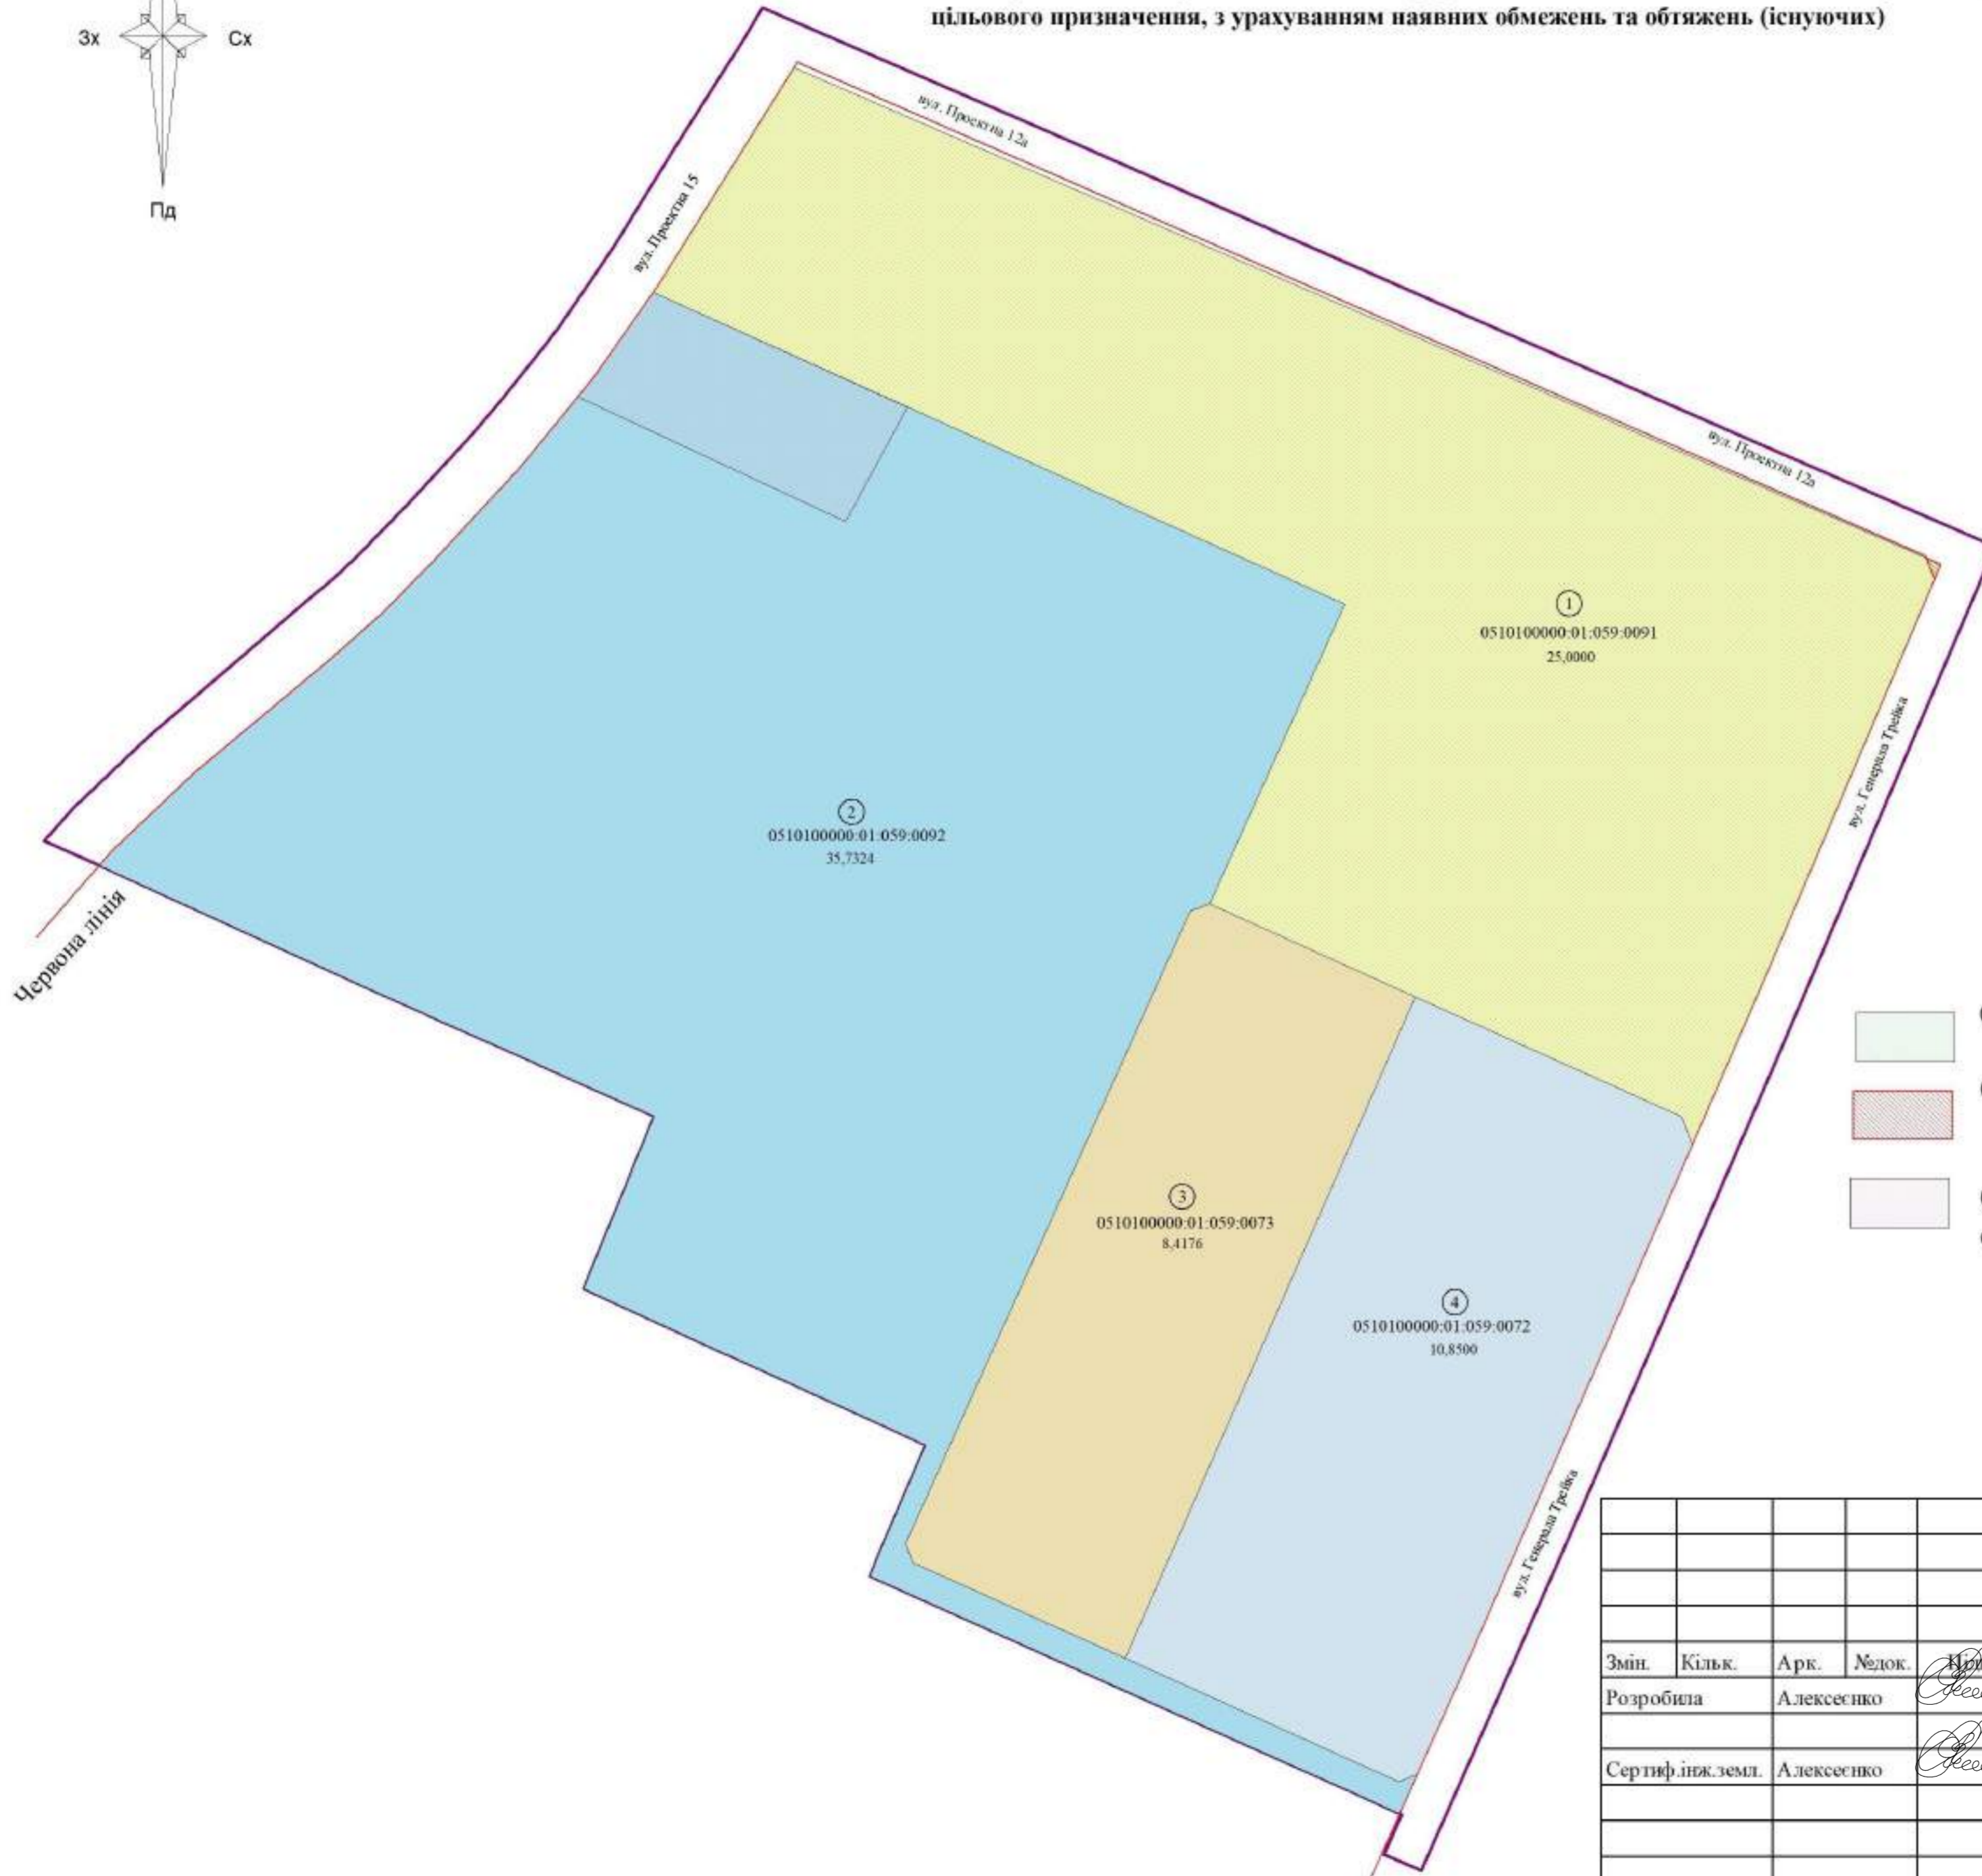 цільового призначення, з урахуванням наявних обмежень та обтяжень (існуючих)
Зх
Сх
Пд
вул. Проектна 12а
вул. Проектна 15
вул. Проектна 12а
1
0510100000:01:059:0091
25,0000
вул. Генерала Трейка
2
0510100000:01:059:0092
35,7324
Червона лінія
3
0510100000:01:059:0073
8,4176
4
0510100000:01:059:0072
10,8500
вул. Генерала Трейка
Змін. Кільк. Арк. №док.
Розробила Алексеєнко
Сертиф.інж.земл. Алексеєнко